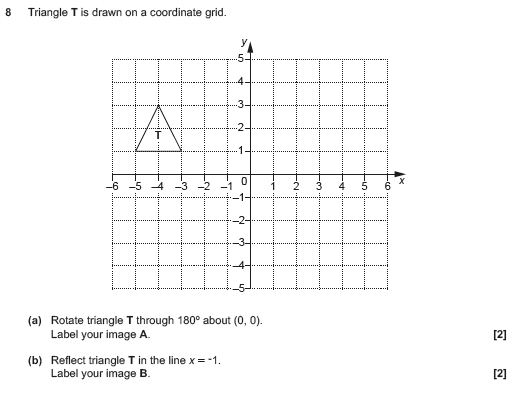 8 Triangle T is drawn on a coordinate grid.
y
5
4
3
2
1
T
–6 –5 –4 –3 –2 –1 0 1 2 3 4 5 6 x
–1
–2
–3
–4
–5
(a) Rotate triangle T through 180° about (0, 0).
Label your image A. [2]
(b) Reflect triangle T in the line x = ⁻1.
Label your image B. [2]